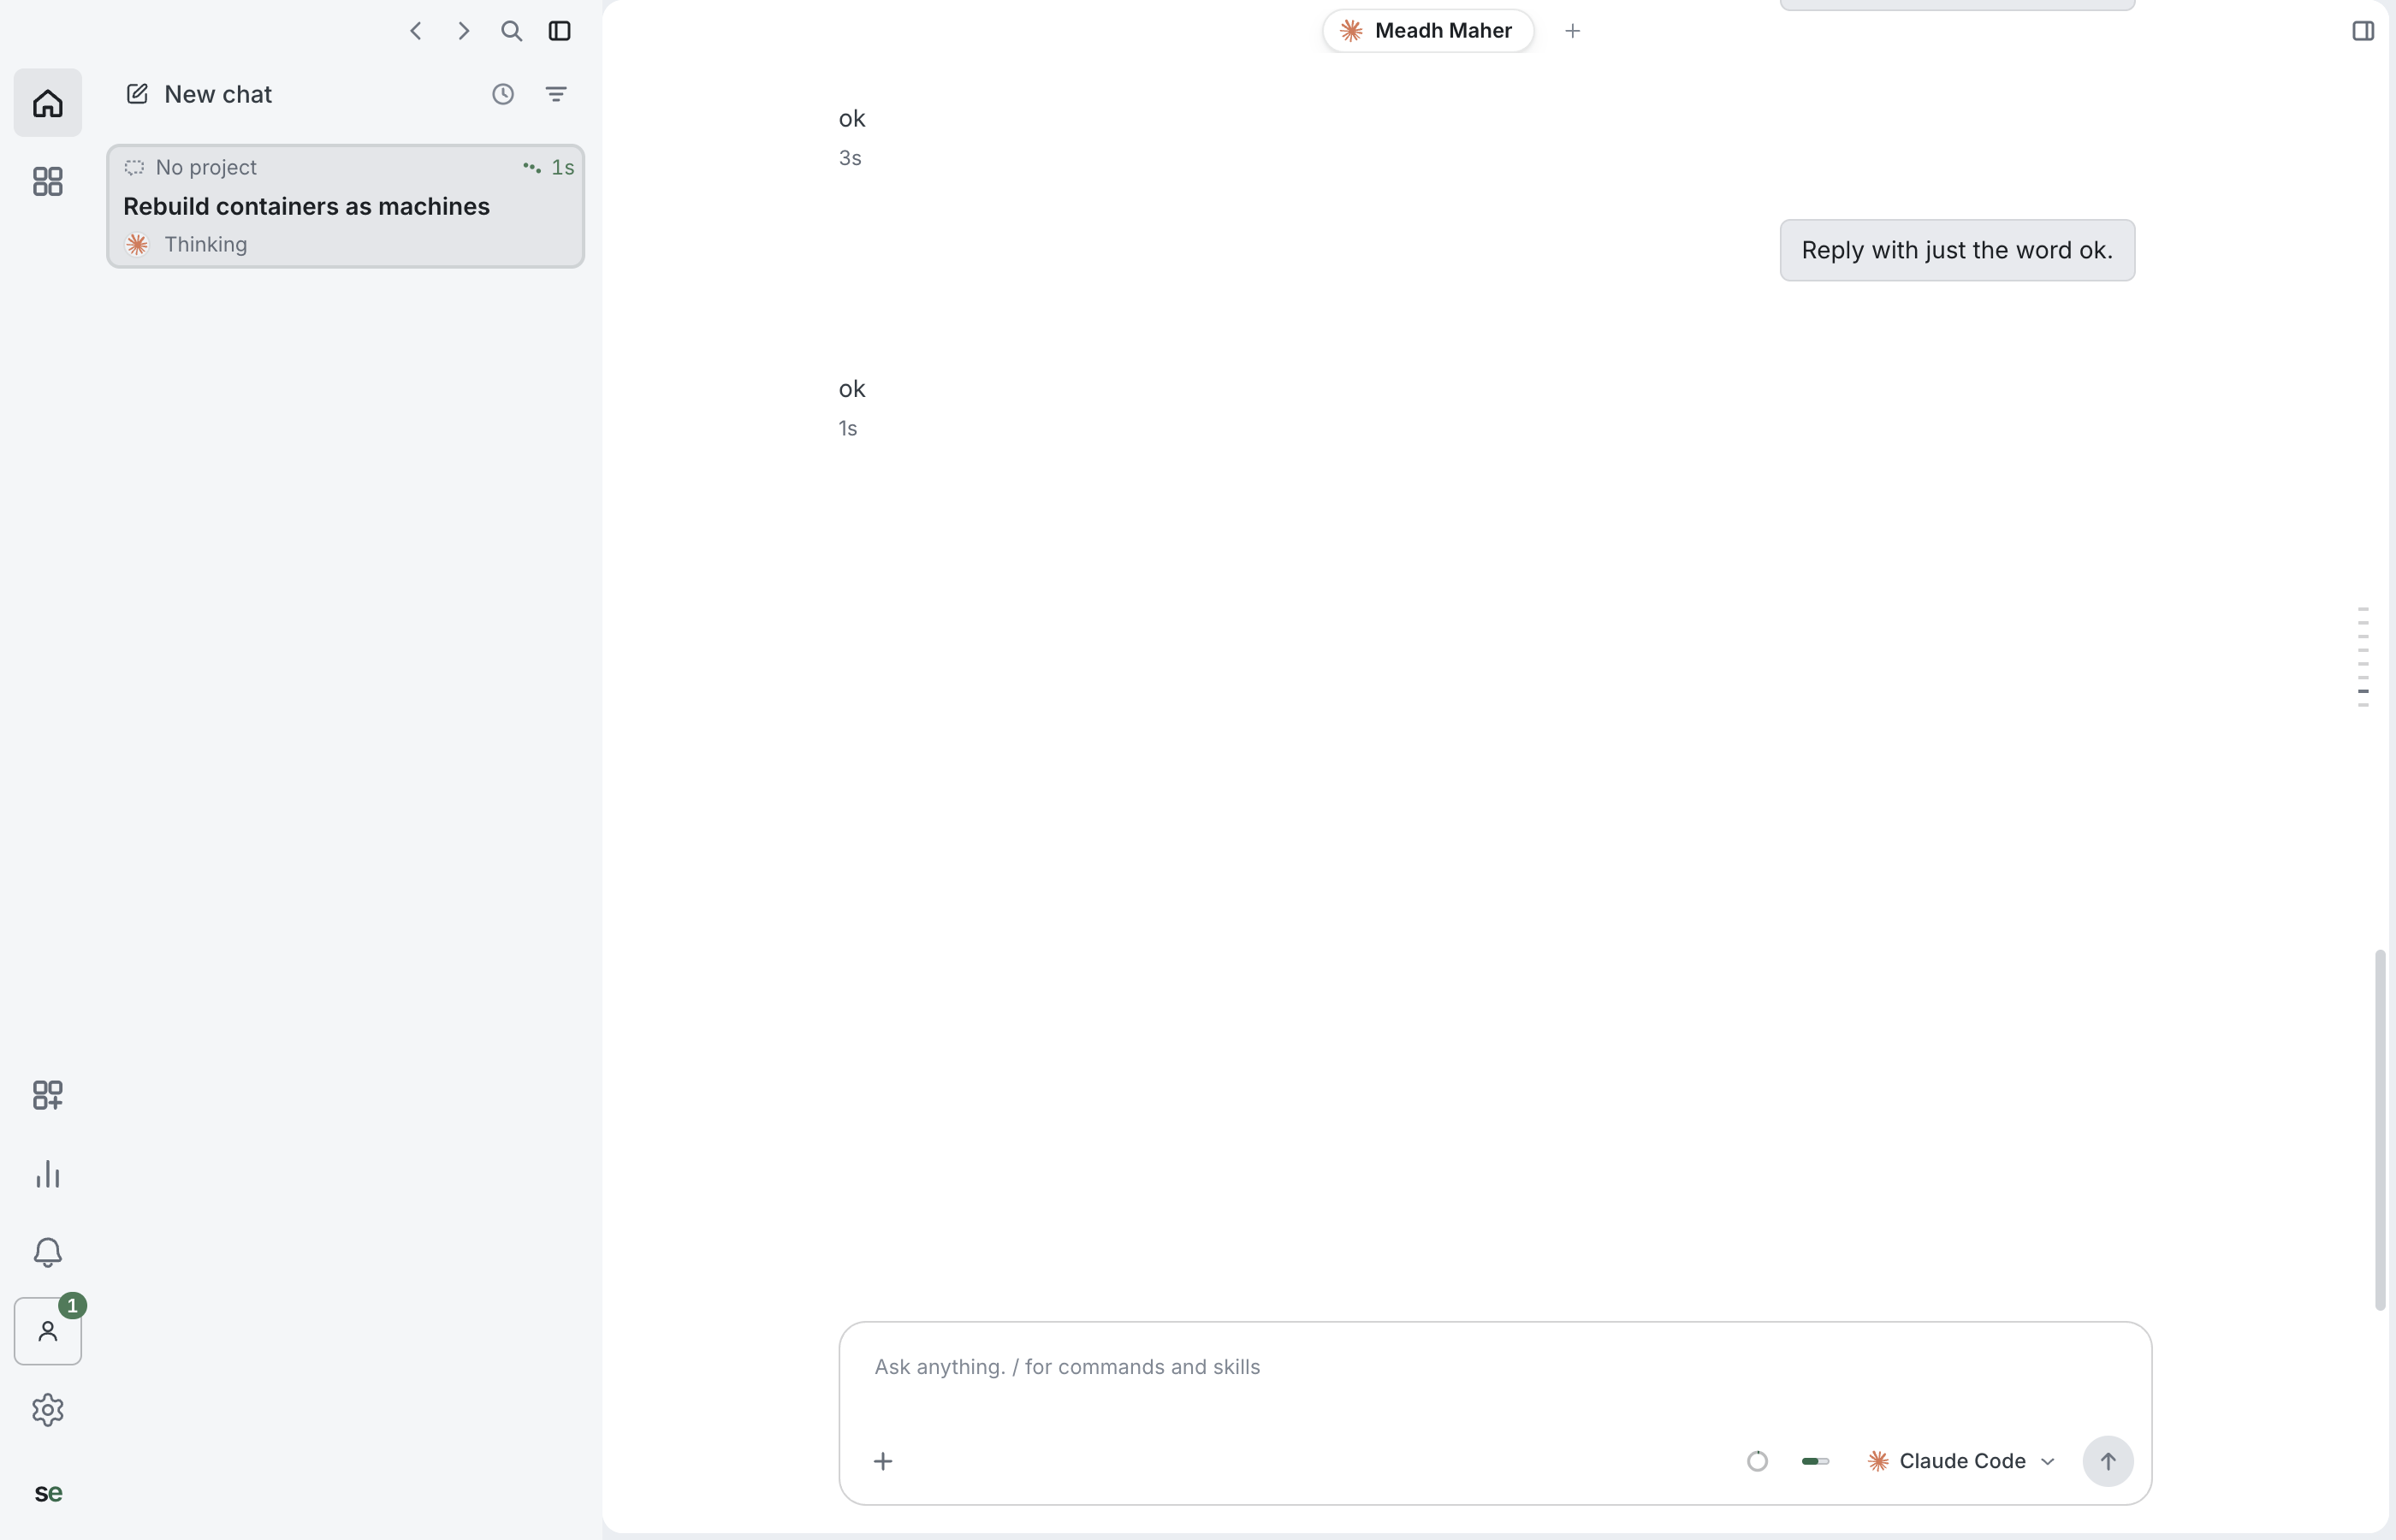 Meadh Maher
New chat
No project
1s
Rebuild containers as machines
Thinking
ok
3s
Reply with just the word ok.
ok
1s
1
Ask anything. / for commands and skills
Claude Code
se